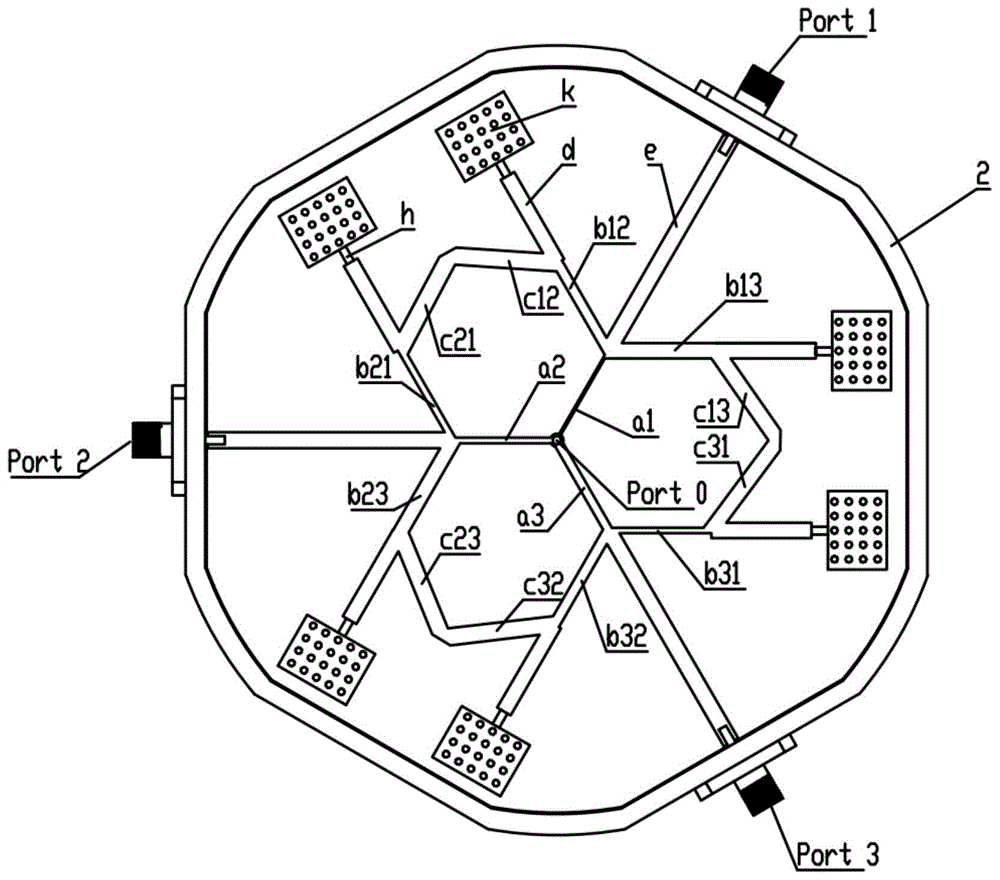 Port 1
k
d
e
2
h
b12
b13
c12
c21
b21
a2
a1
c13
c31
Port 2
Port 0
b23
a3
c23
b31
c32
b32
Port 3